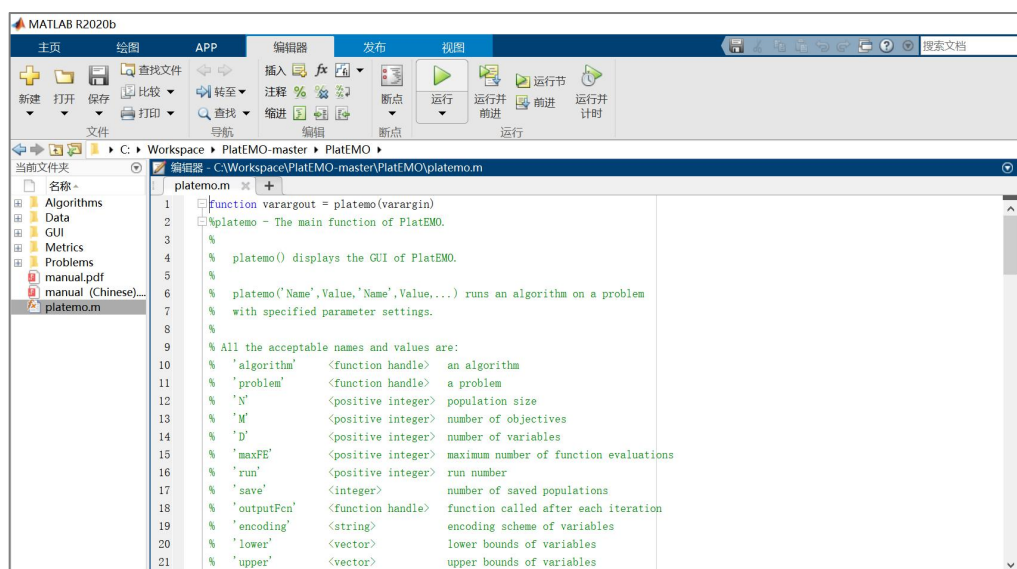 MATLAB R2020b
主页 绘图 APP 编辑器 发布 视图 搜索文档
新建 打开 保存 查找文件 比较 打印 转至 查找 插入 fx 注释 % 缩进 断点 运行 运行并前进 运行节 前进 运行并计时
文件 导航 编辑 断点 运行
C: Workspace PlatEMO-master PlatEMO
当前文件夹 编辑器 - C:\Workspace\PlatEMO-master\PlatEMO\platemo.m
名称
Algorithms
Data
GUI
Metrics
Problems
manual.pdf
manual (Chinese)....
platemo.m
platemo.m
1 function varargout = platemo(varargin)
2 %platemo - The main function of PlatEMO.
3 %
4 % platemo() displays the GUI of PlatEMO.
5 %
6 % platemo('Name',Value,'Name',Value,...) runs an algorithm on a problem
7 % with specified parameter settings.
8 %
9 % All the acceptable names and values are:
10 % 'algorithm' <function handle> an algorithm
11 % 'problem' <function handle> a problem
12 % 'N' <positive integer> population size
13 % 'M' <positive integer> number of objectives
14 % 'D' <positive integer> number of variables
15 % 'maxFE' <positive integer> maximum number of function evaluations
16 % 'run' <positive integer> run number
17 % 'save' <integer> number of saved populations
18 % 'outputFcn' <function handle> function called after each iteration
19 % 'encoding' <string> encoding scheme of variables
20 % 'lower' <vector> lower bounds of variables
21 % 'upper' <vector> upper bounds of variables